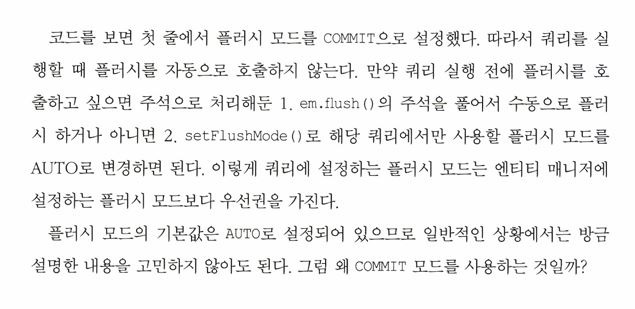 코드를 보면 첫 줄에서 플러시 모드를 COMMIT으로 설정했다. 따라서 쿼리를 실
행할 때 플러시를 자동으로 호출하지 않는다. 만약 쿼리 실행 전에 플러시를 호
출하고 싶으면 주석으로 처리해둔 1. em.flush()의 주석을 풀어서 수동으로 플러
시 하거나 아니면 2. setFlushMode()로 해당 쿼리에서만 사용할 플러시 모드를
AUTO로 변경하면 된다. 이렇게 쿼리에 설정하는 플러시 모드는 엔티티 매니저에
설정하는 플러시 모드보다 우선권을 가진다.
플러시 모드의 기본값은 AUTO로 설정되어 있으므로 일반적인 상황에서는 방금
설명한 내용을 고민하지 않아도 된다. 그럼 왜 COMMIT 모드를 사용하는 것일까?